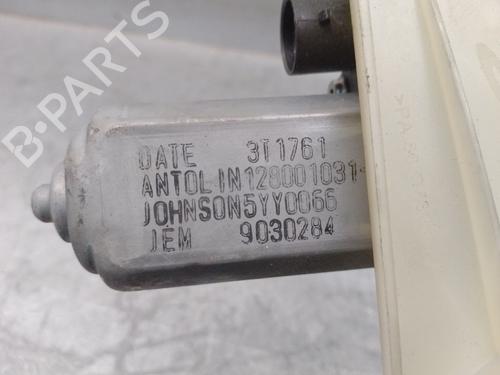 B-PARTS
DATE 3T1761
ANTOLIN128001031-
JOHNSON5YY0066
JEM 9030284